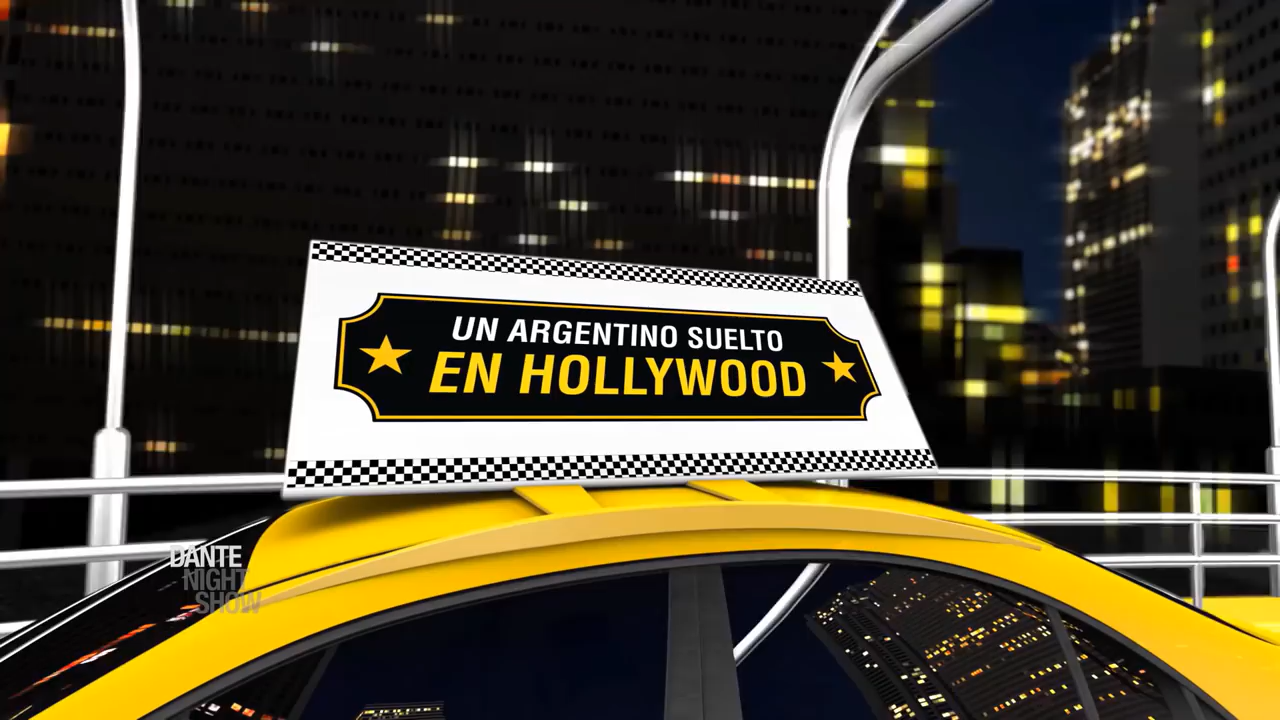 UN ARGENTINO SUELTO
EN HOLLYWOOD
DANTE
NIGHT
SHOW